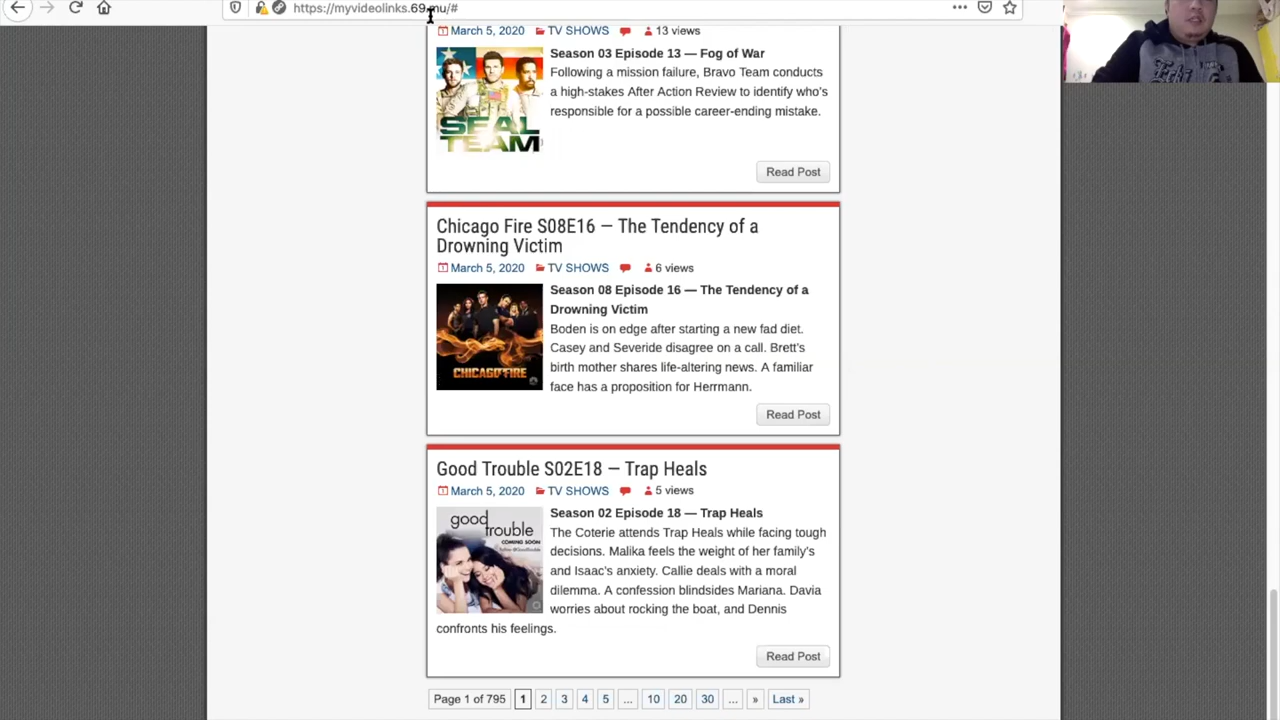 https://myvideolinks.69.mu/#
March 5, 2020 TV SHOWS 13 views
Season 03 Episode 13 — Fog of War
Following a mission failure, Bravo Team conducts
a high-stakes After Action Review to identify who's
responsible for a possible career-ending mistake.
SEAL
TEAM
Read Post
Chicago Fire S08E16 — The Tendency of a
Drowning Victim
March 5, 2020 TV SHOWS 6 views
Season 08 Episode 16 — The Tendency of a
Drowning Victim
Boden is on edge after starting a new fad diet.
Casey and Severide disagree on a call. Brett's
birth mother shares life-altering news. A familiar
face has a proposition for Herrmann.
CHICAGO FIRE
Read Post
Good Trouble S02E18 — Trap Heals
March 5, 2020 TV SHOWS 5 views
Season 02 Episode 18 — Trap Heals
The Coterie attends Trap Heals while facing tough
decisions. Malika feels the weight of her family's
and Isaac's anxiety. Callie deals with a moral
dilemma. A confession blindsides Mariana. Davia
worries about rocking the boat, and Dennis
confronts his feelings.
good
trouble
COMING SOON
Read Post
Page 1 of 795 1 2 3 4 5 ... 10 20 30 ... » Last »